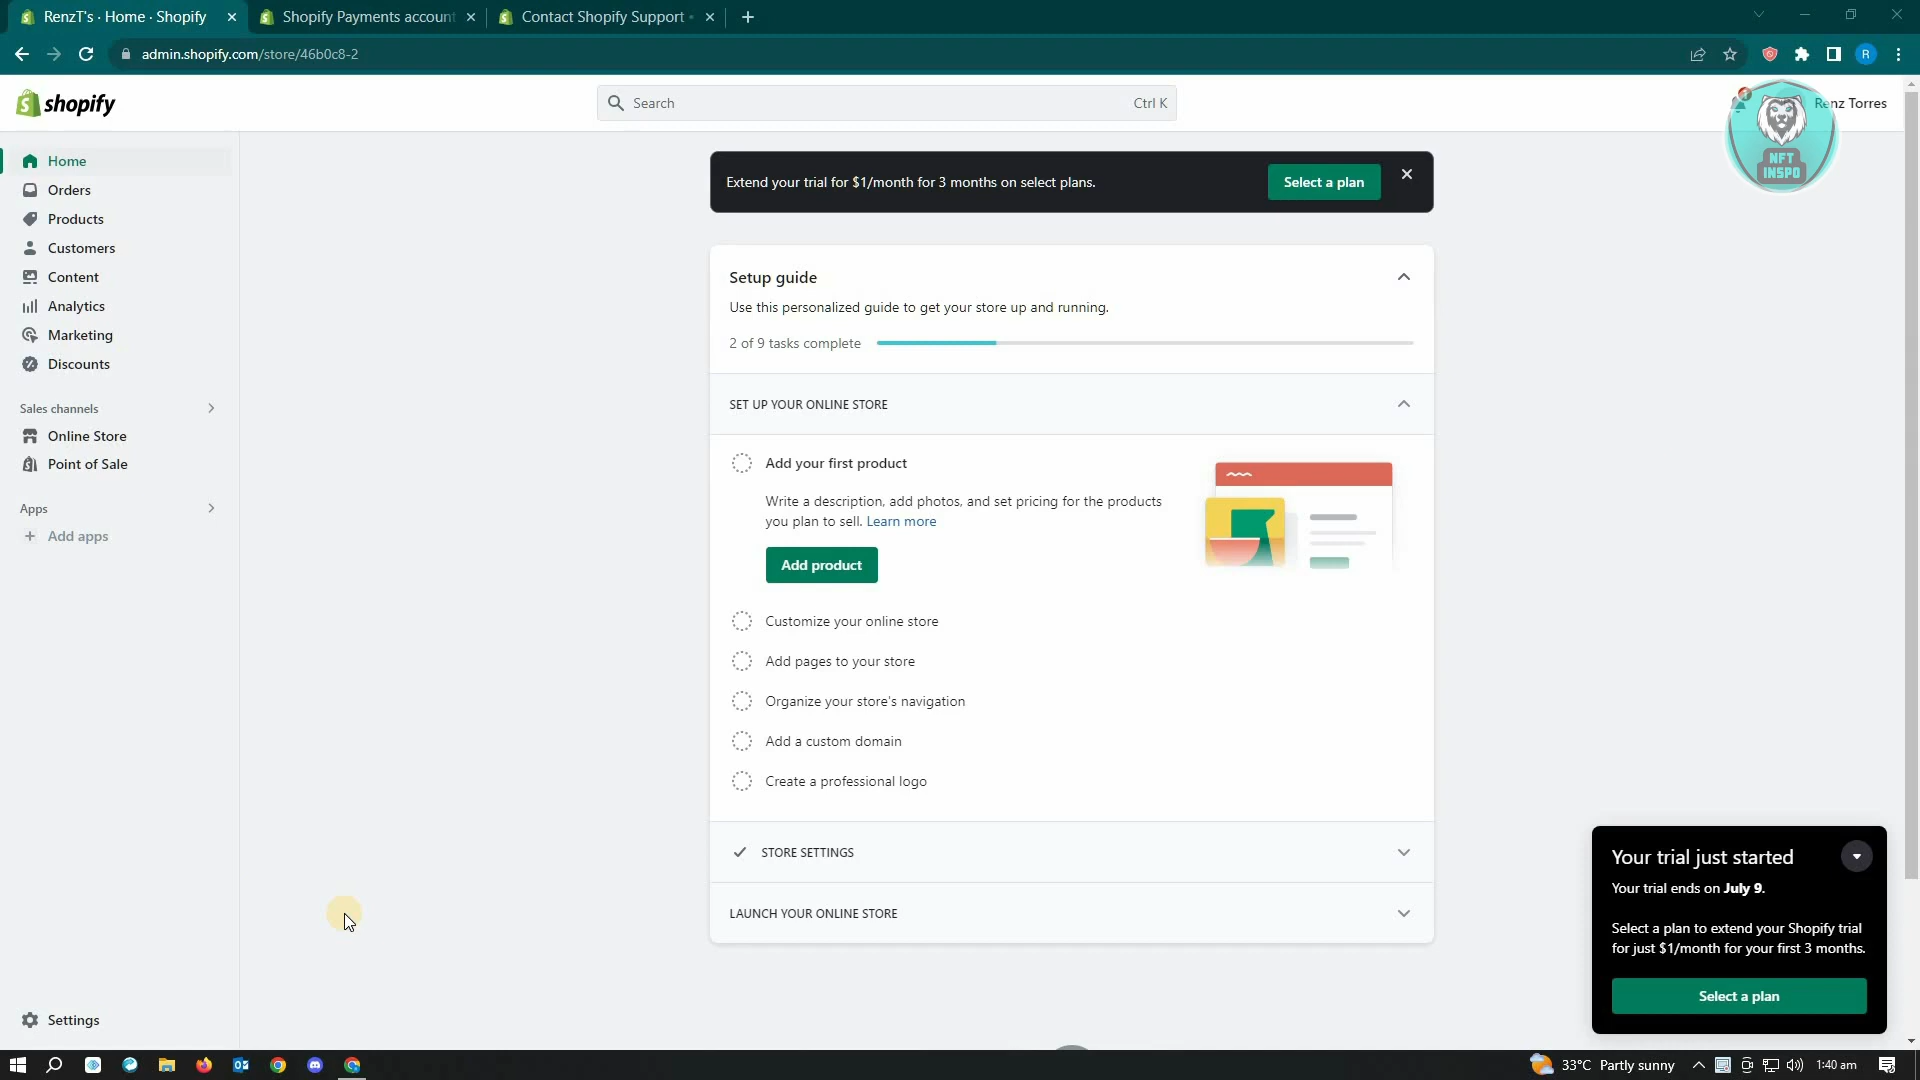 RenzT's · Home · Shopify
Shopify Payments account
Contact Shopify Support
admin.shopify.com/store/46b0c8-2
R
shopify
Search
Ctrl K
Renz Torres
NFT
INSPO
Home
Orders
Products
Customers
Content
Analytics
Marketing
Discounts
Sales channels
Online Store
Point of Sale
Apps
Add apps
Settings
Extend your trial for $1/month for 3 months on select plans.
Select a plan
Setup guide
Use this personalized guide to get your store up and running.
2 of 9 tasks complete
SET UP YOUR ONLINE STORE
Add your first product
Write a description, add photos, and set pricing for the products
you plan to sell. Learn more
Add product
Customize your online store
Add pages to your store
Organize your store's navigation
Add a custom domain
Create a professional logo
STORE SETTINGS
LAUNCH YOUR ONLINE STORE
Your trial just started
Your trial ends on July 9.
Select a plan to extend your Shopify trial
for just $1/month for your first 3 months.
Select a plan
33°C Partly sunny
1:40 am